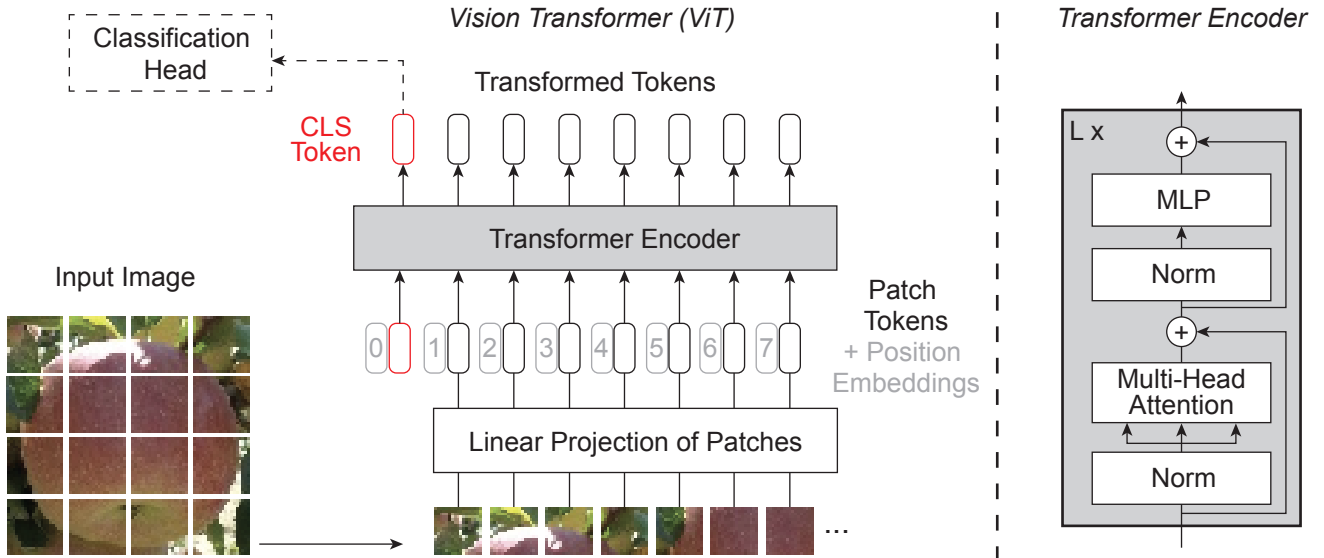 Vision Transformer (ViT)
Transformer Encoder
Classification
Head
Transformed Tokens
CLS
Token
L x
+
MLP
Transformer Encoder
Norm
Input Image
Patch
Tokens
+ Position
Embeddings
0 1 2 3 4 5 6 7
+
Multi-Head
Attention
Linear Projection of Patches
Norm
...